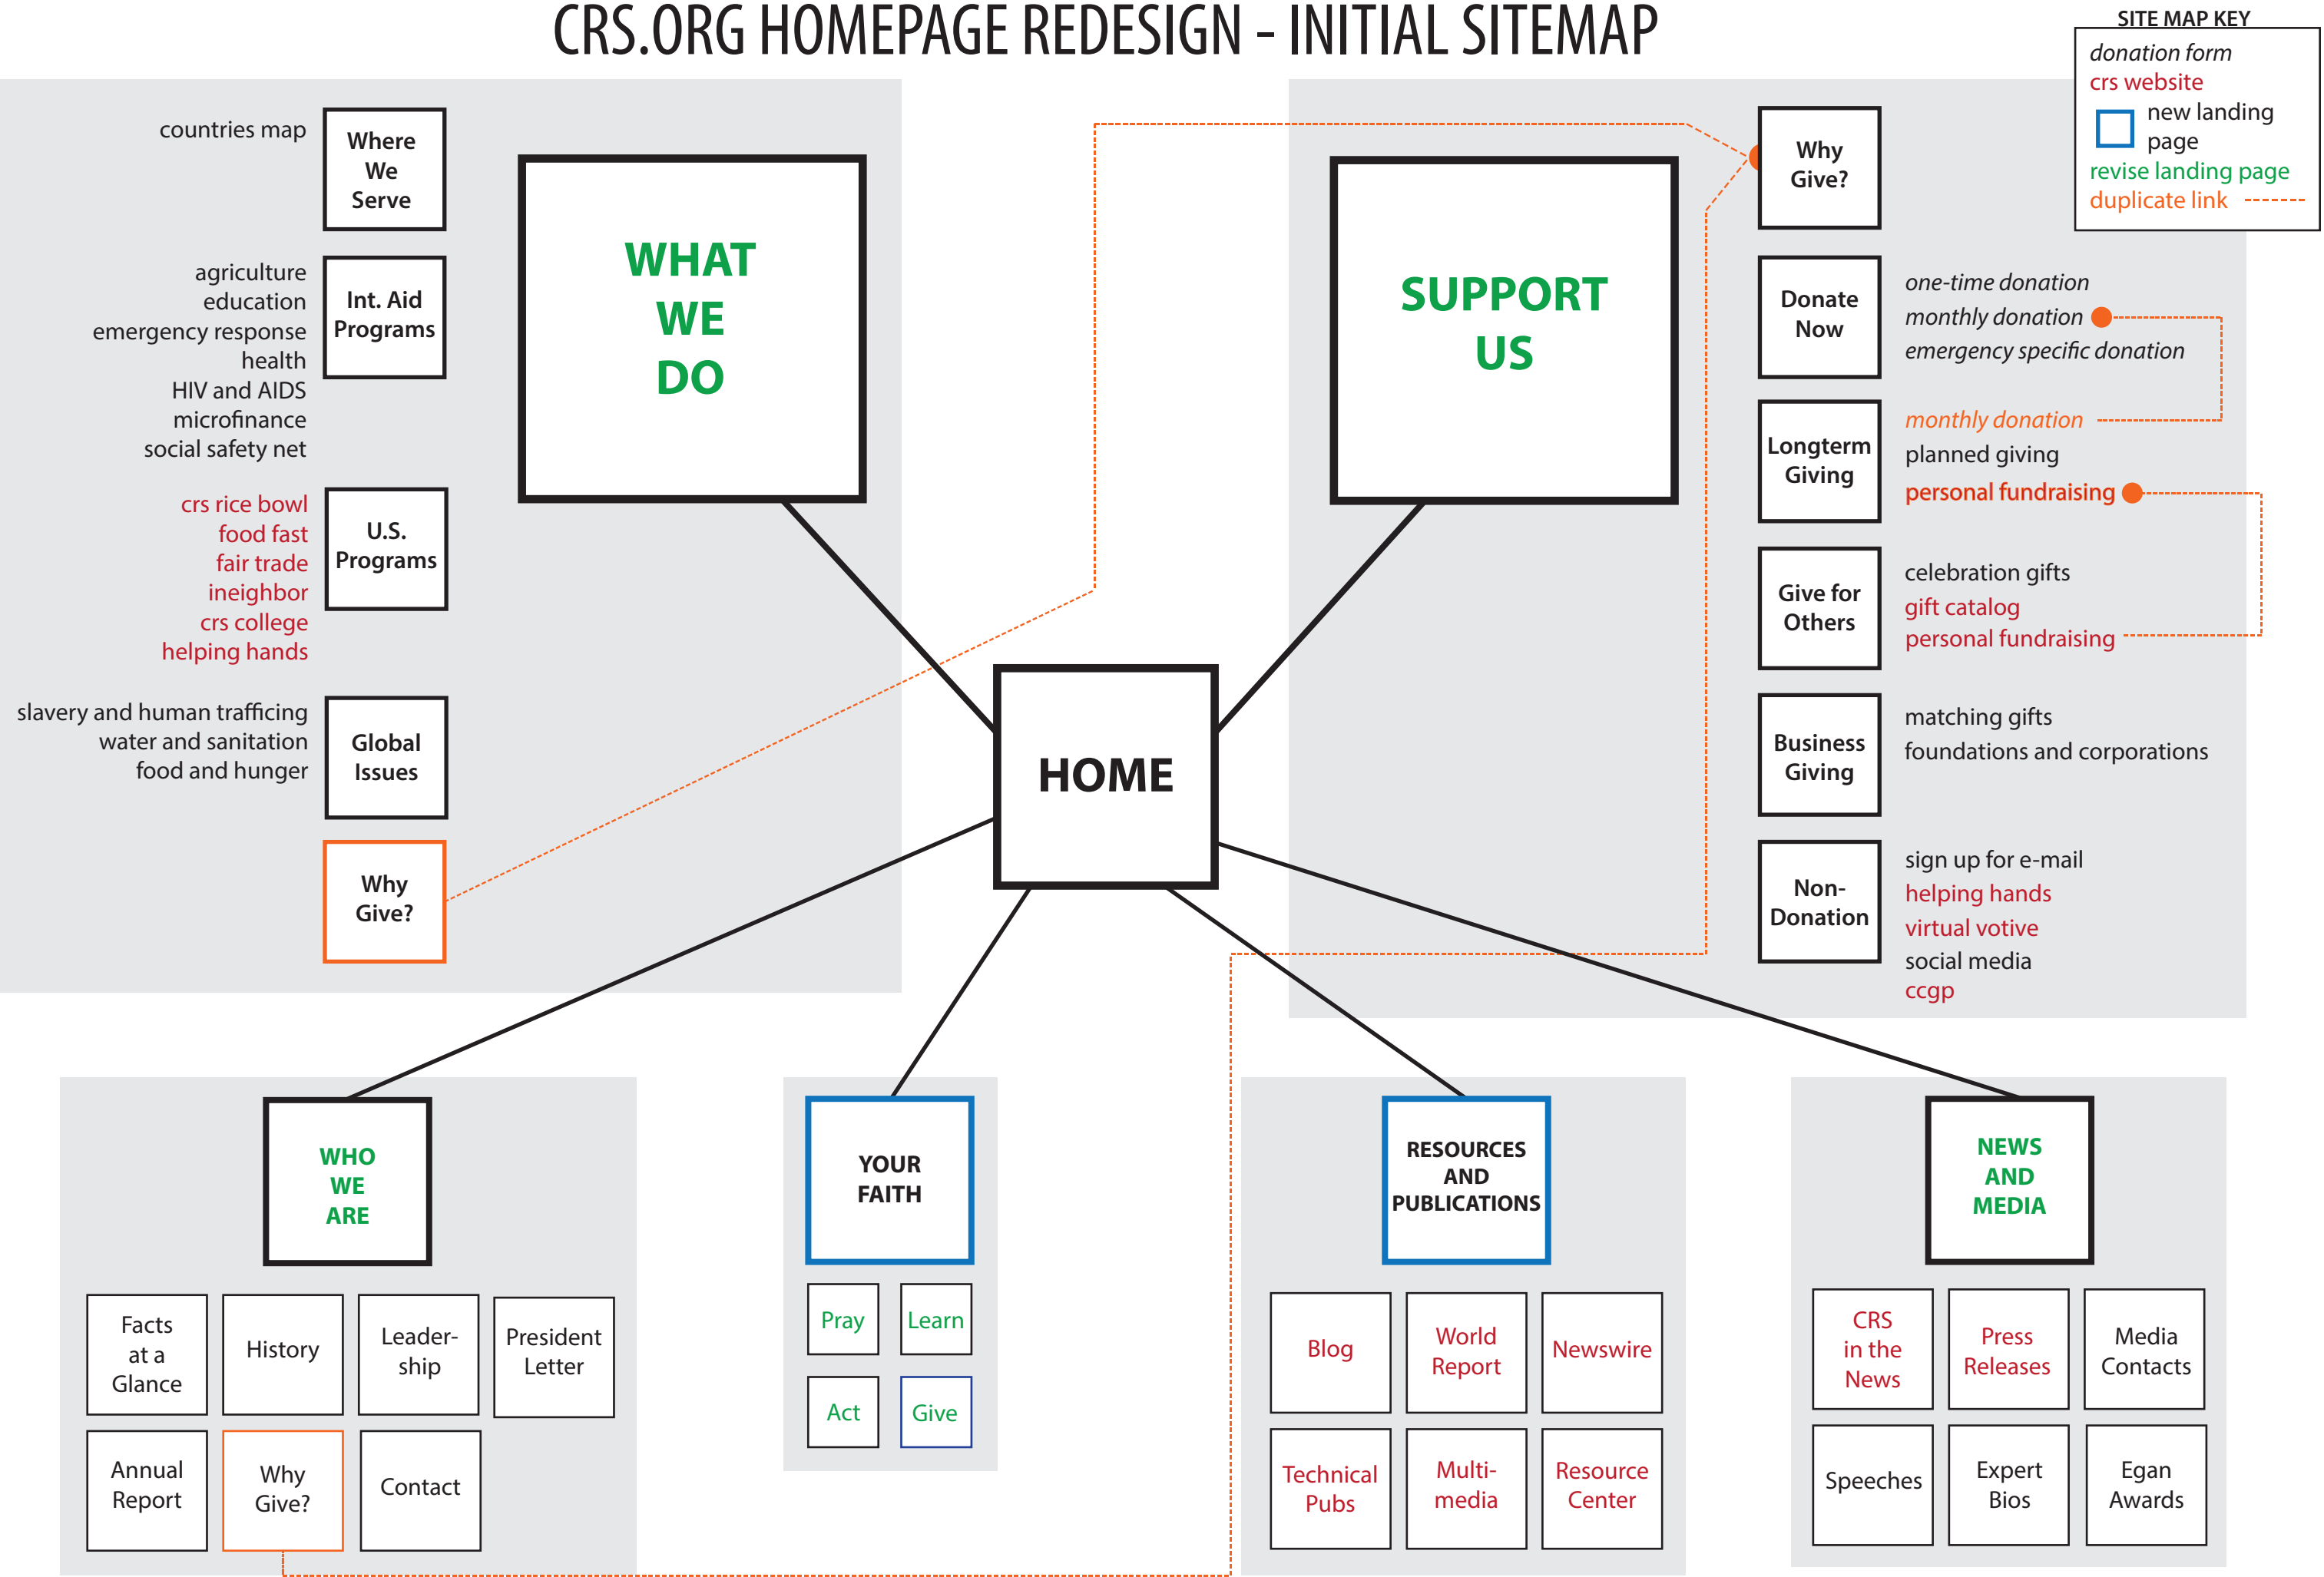 CRS.ORG HOMEPAGE REDESIGN - INITIAL SITEMAP
SITE MAP KEY
donation form
crs website
new landing
page
revise landing page
duplicate link
countries map
Where
We
Serve
agriculture
education
emergency response
health
HIV and AIDS
microfinance
social safety net
Int. Aid
Programs
crs rice bowl
food fast
fair trade
ineighbor
crs college
helping hands
U.S.
Programs
slavery and human trafficing
water and sanitation
food and hunger
Global
Issues
Why
Give?
WHAT
WE
DO
SUPPORT
US
Why
Give?
Donate
Now
one-time donation
monthly donation
emergency specific donation
Longterm
Giving
monthly donation
planned giving
personal fundraising
Give for
Others
celebration gifts
gift catalog
personal fundraising
Business
Giving
matching gifts
foundations and corporations
Non-
Donation
sign up for e-mail
helping hands
virtual votive
social media
ccgp
HOME
WHO
WE
ARE
Facts
at a
Glance
History
Leader-
ship
President
Letter
Annual
Report
Why
Give?
Contact
YOUR
FAITH
Pray
Learn
Act
Give
RESOURCES
AND
PUBLICATIONS
Blog
World
Report
Newswire
Technical
Pubs
Multi-
media
Resource
Center
NEWS
AND
MEDIA
CRS
in the
News
Press
Releases
Media
Contacts
Speeches
Expert
Bios
Egan
Awards